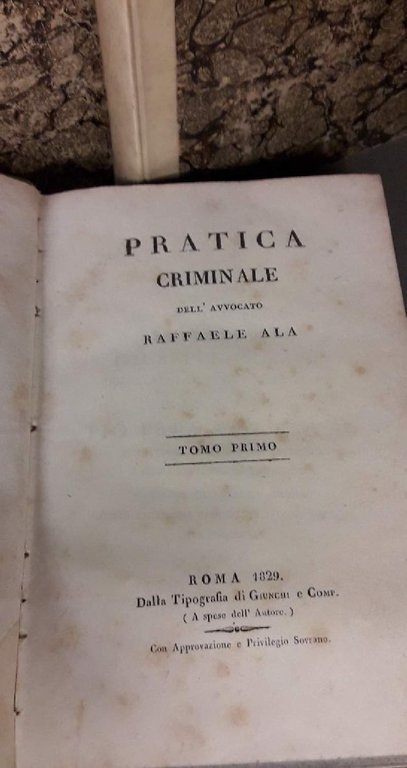 PRATICA
CRIMINALE
DELL' AVVOCATO
RAFFAELE ALA
TOMO PRIMO
ROMA 1829.
Dalla Tipografia di GIUNCHI e COMP.
( A spese dell' Autore. )
Con Approvazione e Privilegio Sovrano.